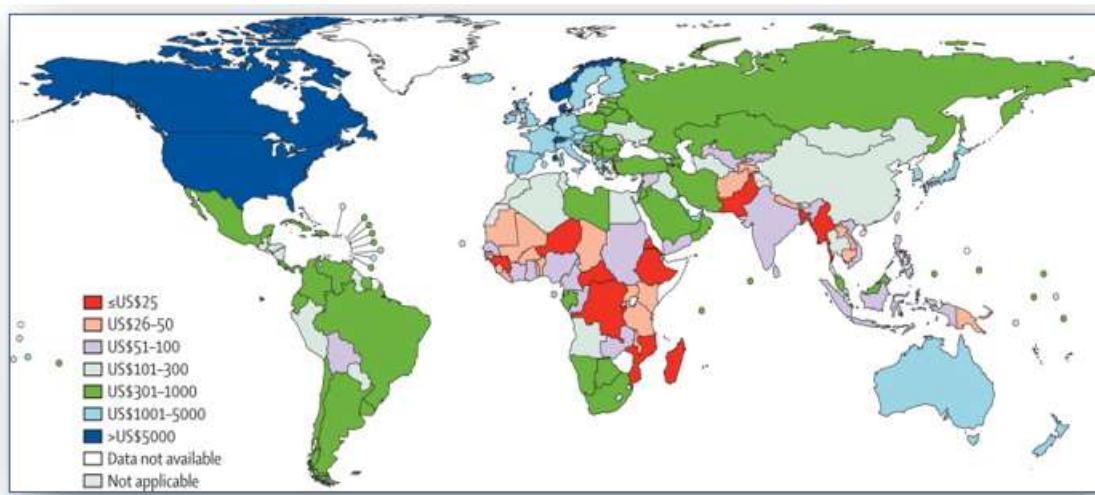 ≤US$25
US$26–50
US$51–100
US$101–300
US$301–1000
US$1001–5000
>US$5000
Data not available
Not applicable